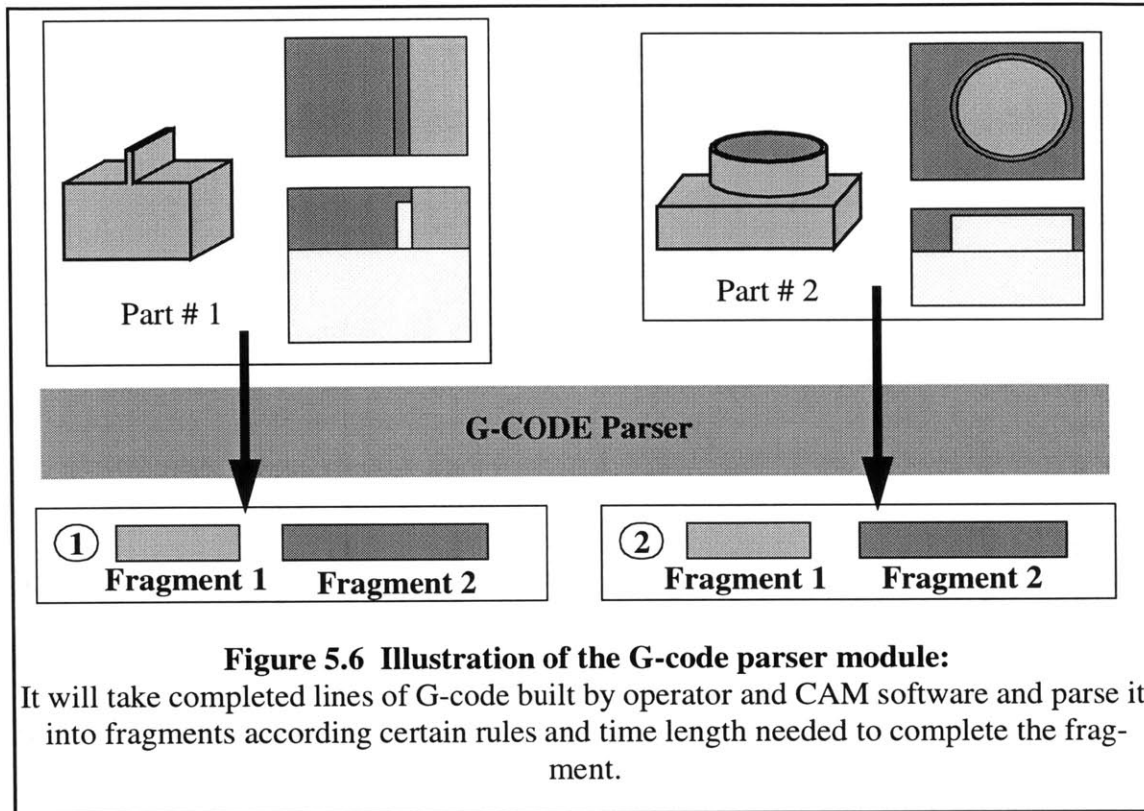 Part # 1
Part # 2
G-CODE Parser
1
Fragment 1
Fragment 2
2
Fragment 1
Fragment 2
Figure 5.6 Illustration of the G-code parser module:
It will take completed lines of G-code built by operator and CAM software and parse it
into fragments according certain rules and time length needed to complete the frag-
ment.